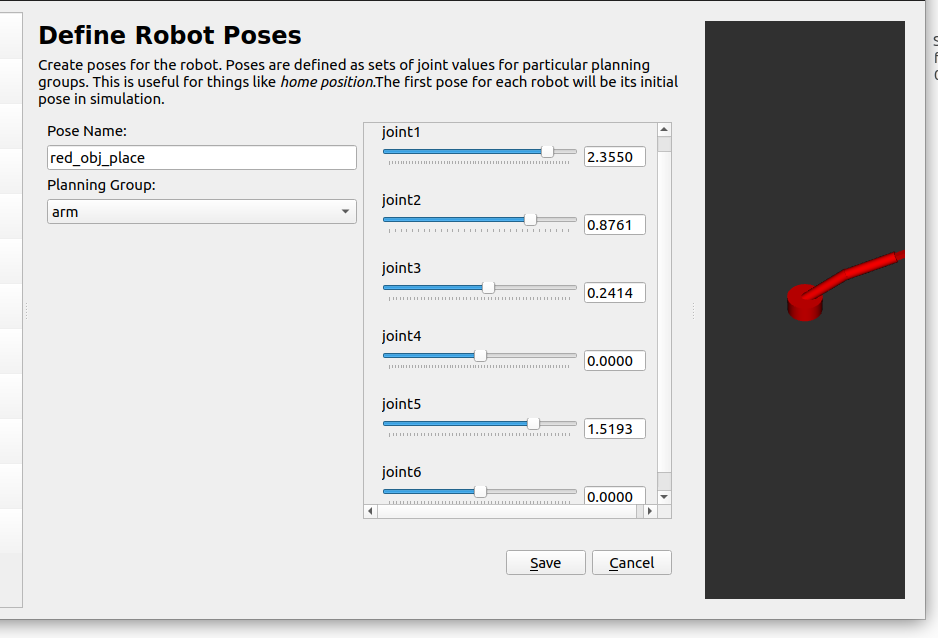 Define Robot Poses
Create poses for the robot. Poses are defined as sets of joint values for particular planning
groups. This is useful for things like home position.The first pose for each robot will be its initial
pose in simulation.
Pose Name:
red_obj_place
Planning Group:
arm
joint1
2.3550
joint2
0.8761
joint3
0.2414
joint4
0.0000
joint5
1.5193
joint6
0.0000
Save
Cancel